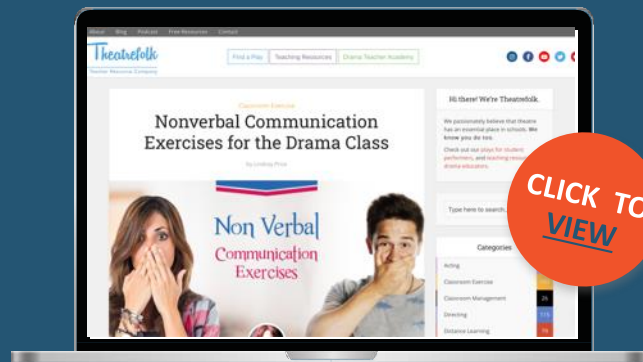 About Blog Podcast Free Resources Contact
Theatrefolk
Find a Play
Teaching Resources
Drama Teacher Academy
Classroom Exercise
Nonverbal Communication
Exercises for the Drama Class
by Lindsay Price
Non Verbal
Communication
Exercises
Hi there! We're Theatrefolk.
We passionately believe that theatre
has an essential place in schools. We
know you do too.
Check out our plays for student
performers, and teaching
drama educators.
Type here to search
CLICK TO
VIEW
Categories
Acting
Classroom Exercise
Classroom Management 26
Directing
Distance Learning